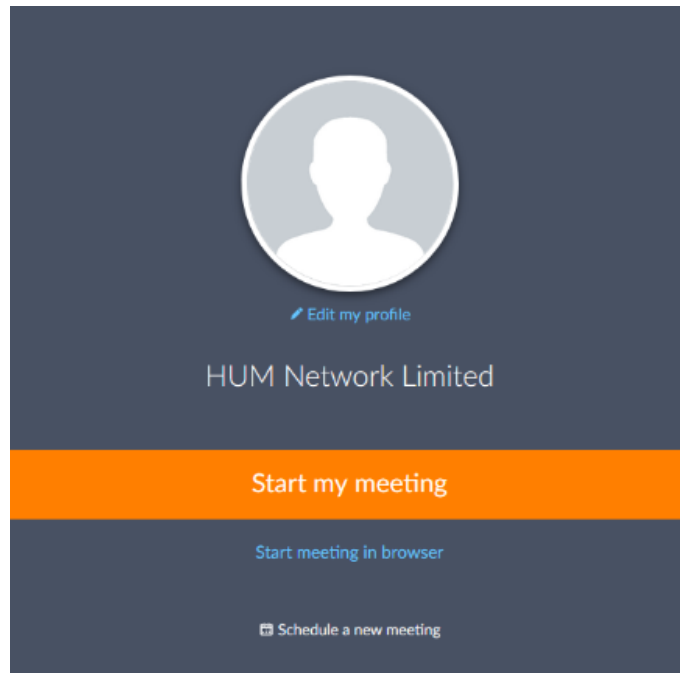 Edit my profile
HUM Network Limited
Start my meeting
Start meeting in browser
Schedule a new meeting